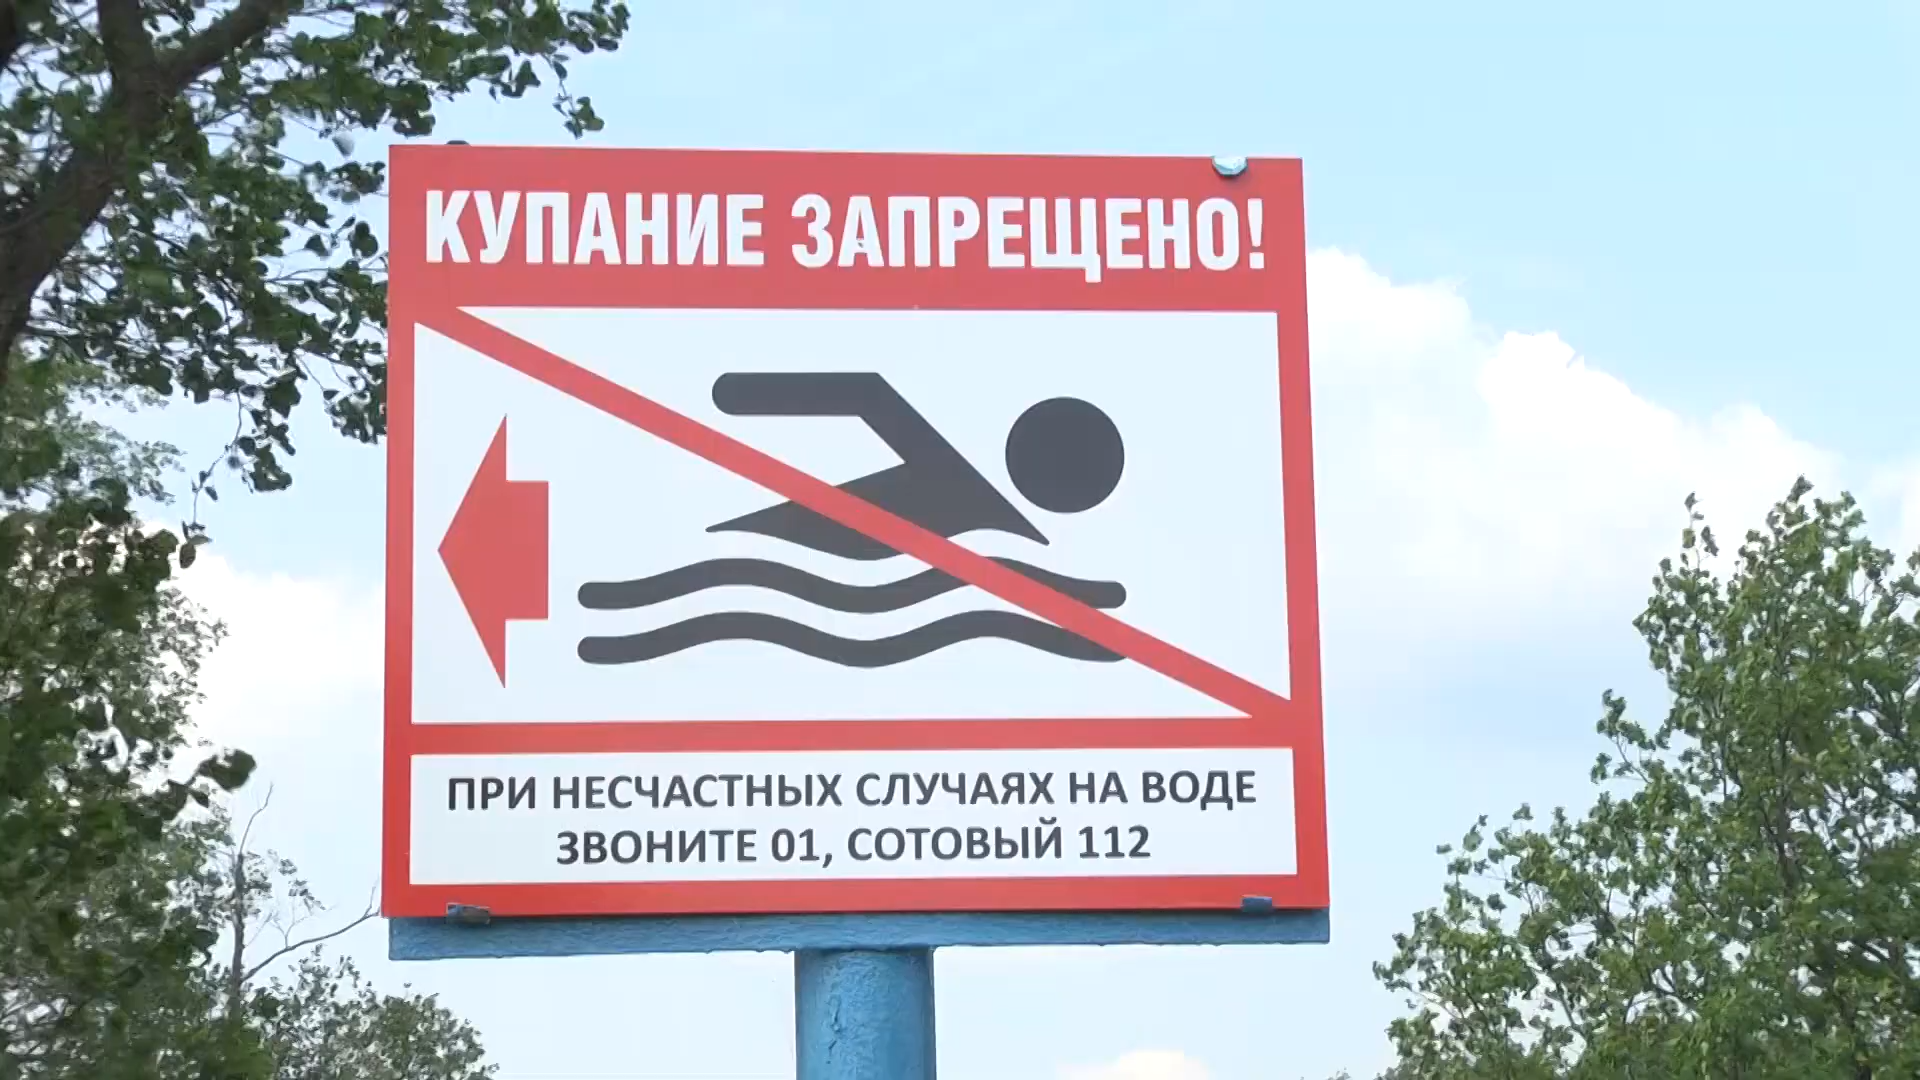 КУПАНИЕ ЗАПРЕЩЕНО!
ПРИ НЕСЧАСТНЫХ СЛУЧАЯХ НА ВОДЕ
ЗВОНИТЕ 01, СОТОВЫЙ 112